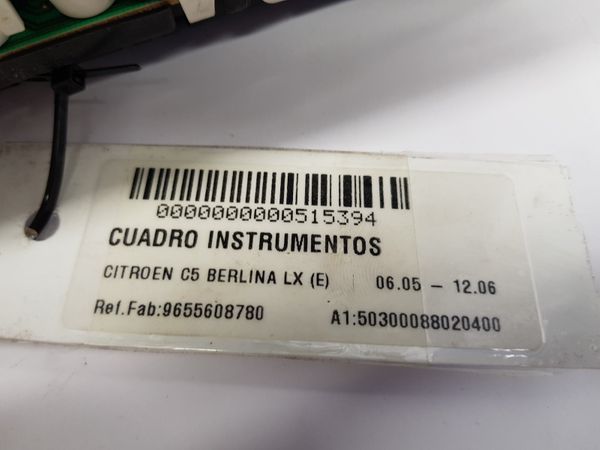 0000000000515394
CUADRO INSTRUMENTOS
CITROEN C5 BERLINA LX (E) 06.05 - 12.06
Ref.Fab:9655608780 A1:50300088020400